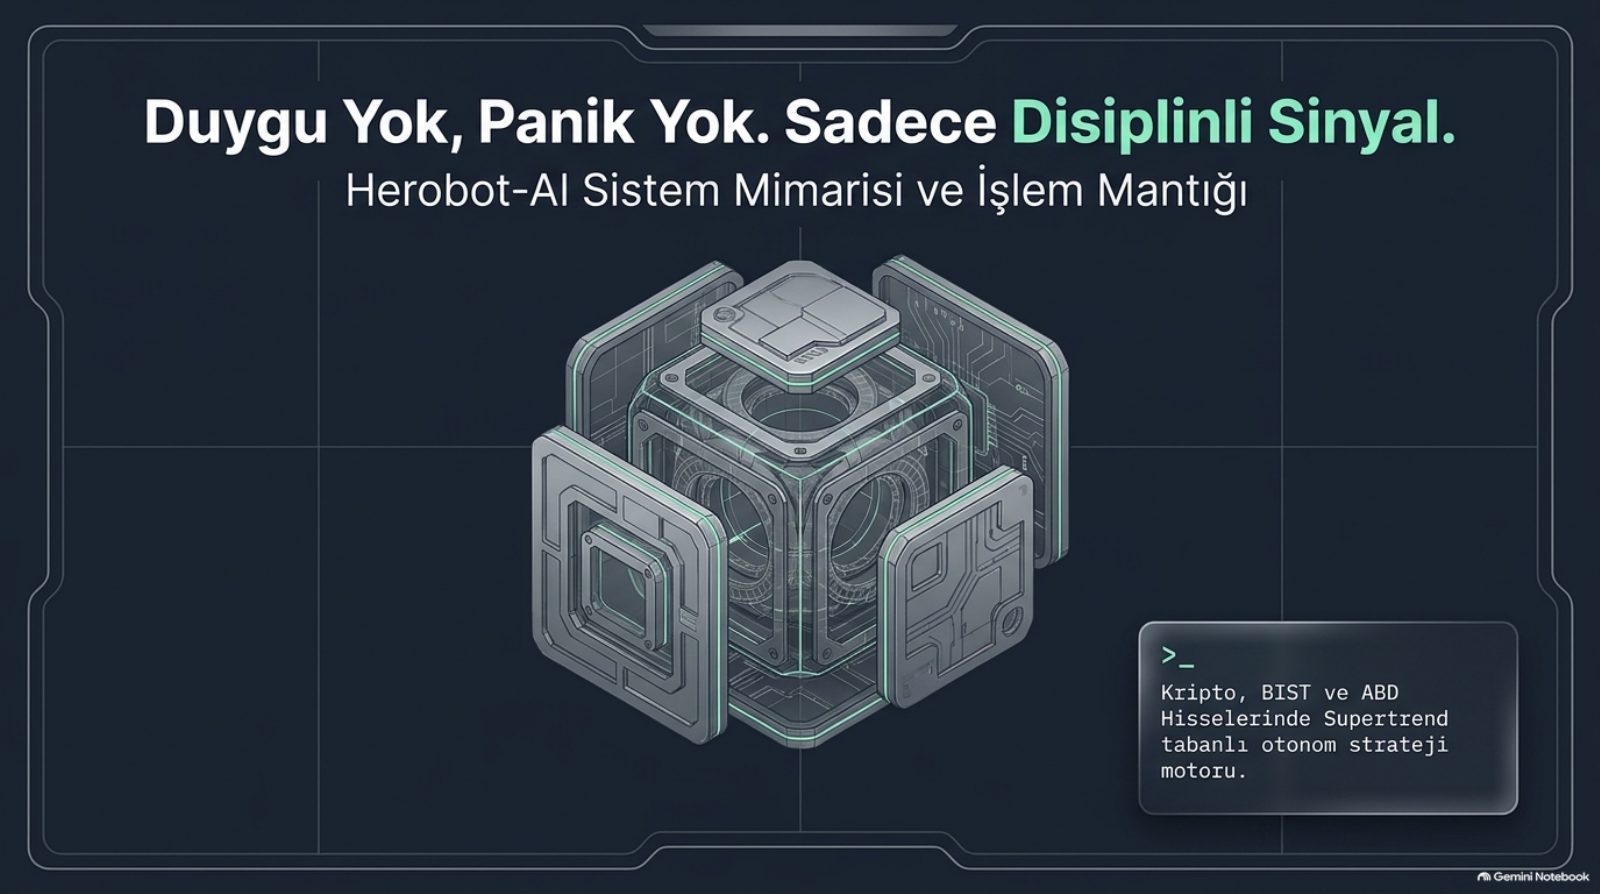 Duygu Yok, Panik Yok. Sadece Disiplinli Sinyal.
Herobot-AI Sistem Mimarisi ve İşlem Mantığı
>_
Kripto, BIST ve ABD
Hisselerinde Supertrend
tabanlı otonom strateji
motoru.
Gemini Notebook